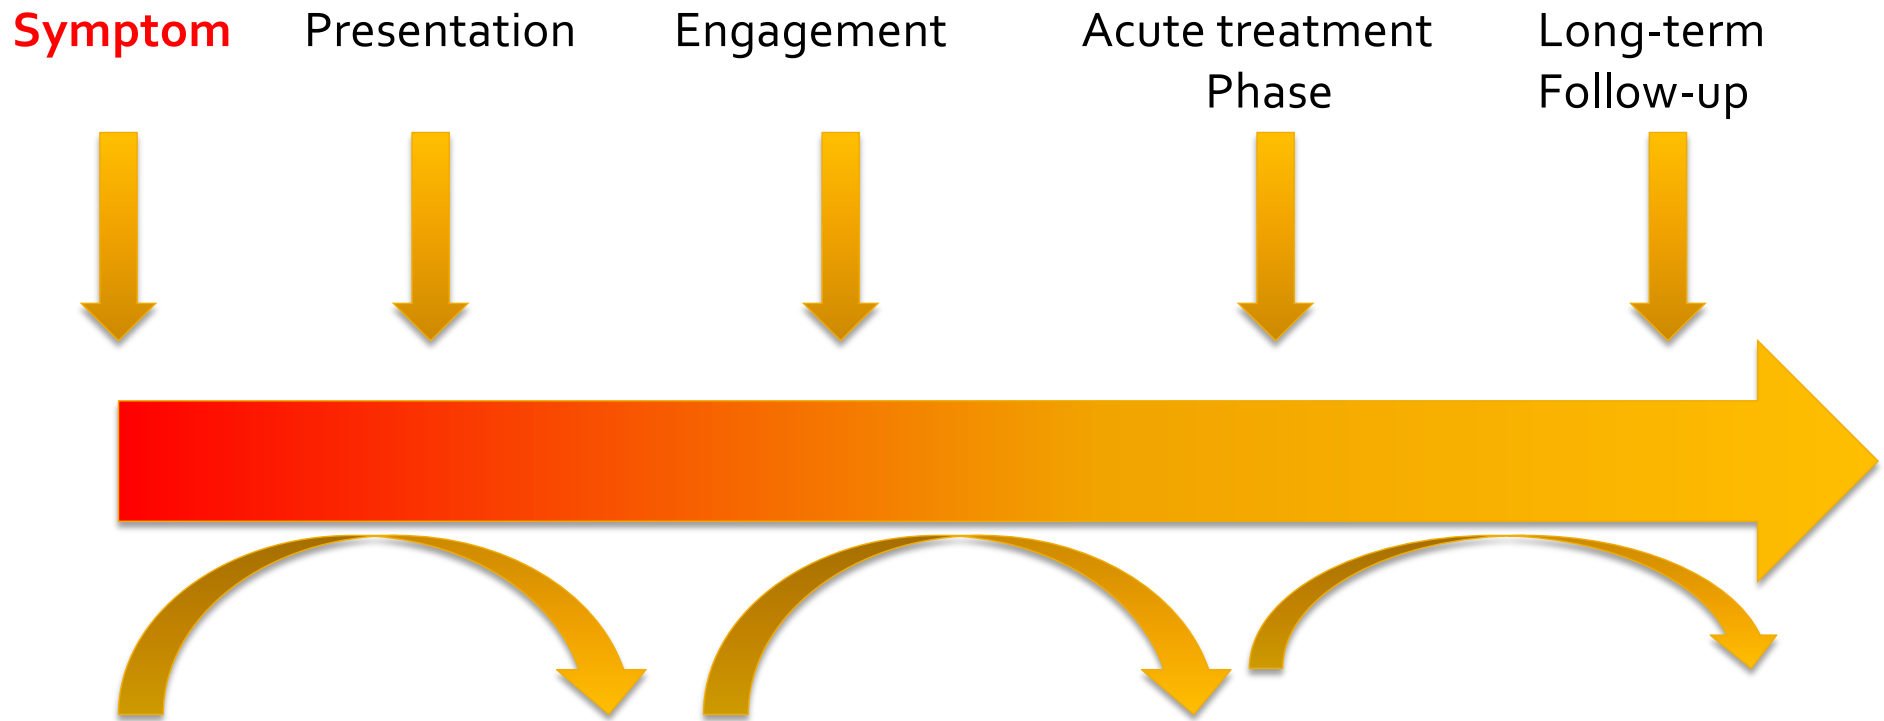 Symptom
Presentation
Engagement
Acute treatment
Phase
Long-term
Follow-up